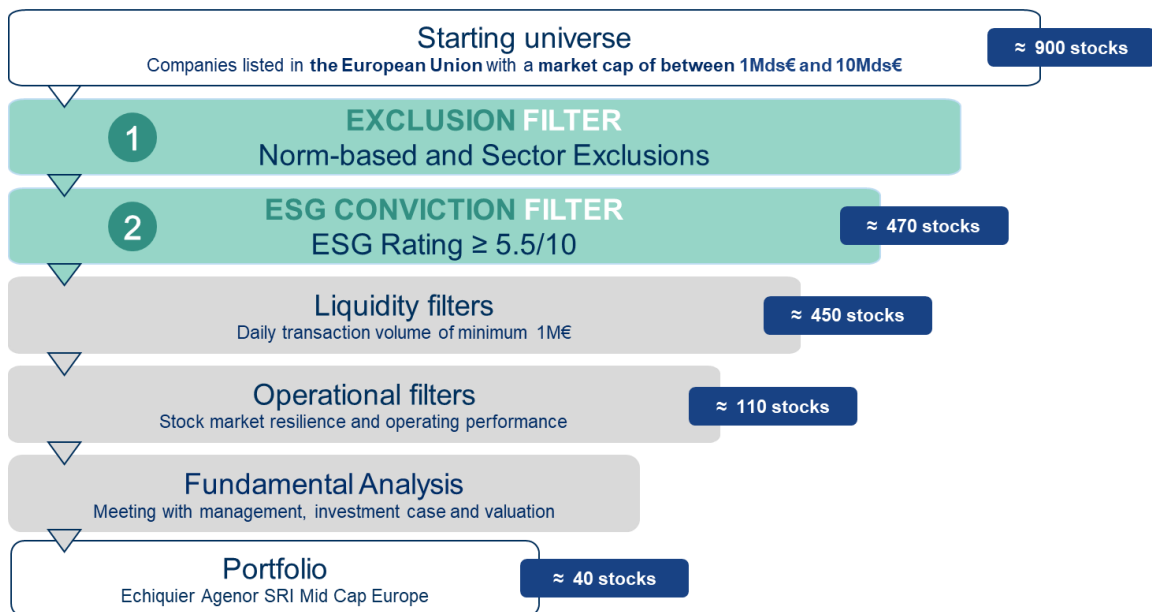 Starting universe
Companies listed in the European Union with a market cap of between 1Mds€ and 10Mds€
≈ 900 stocks
1
EXCLUSION FILTER
Norm-based and Sector Exclusions
2
ESG CONVICTION FILTER
ESG Rating ≥ 5.5/10
≈ 470 stocks
Liquidity filters
Daily transaction volume of minimum 1M€
≈ 450 stocks
Operational filters
Stock market resilience and operating performance
≈ 110 stocks
Fundamental Analysis
Meeting with management, investment case and valuation
Portfolio
Echiquier Agenor SRI Mid Cap Europe
≈ 40 stocks